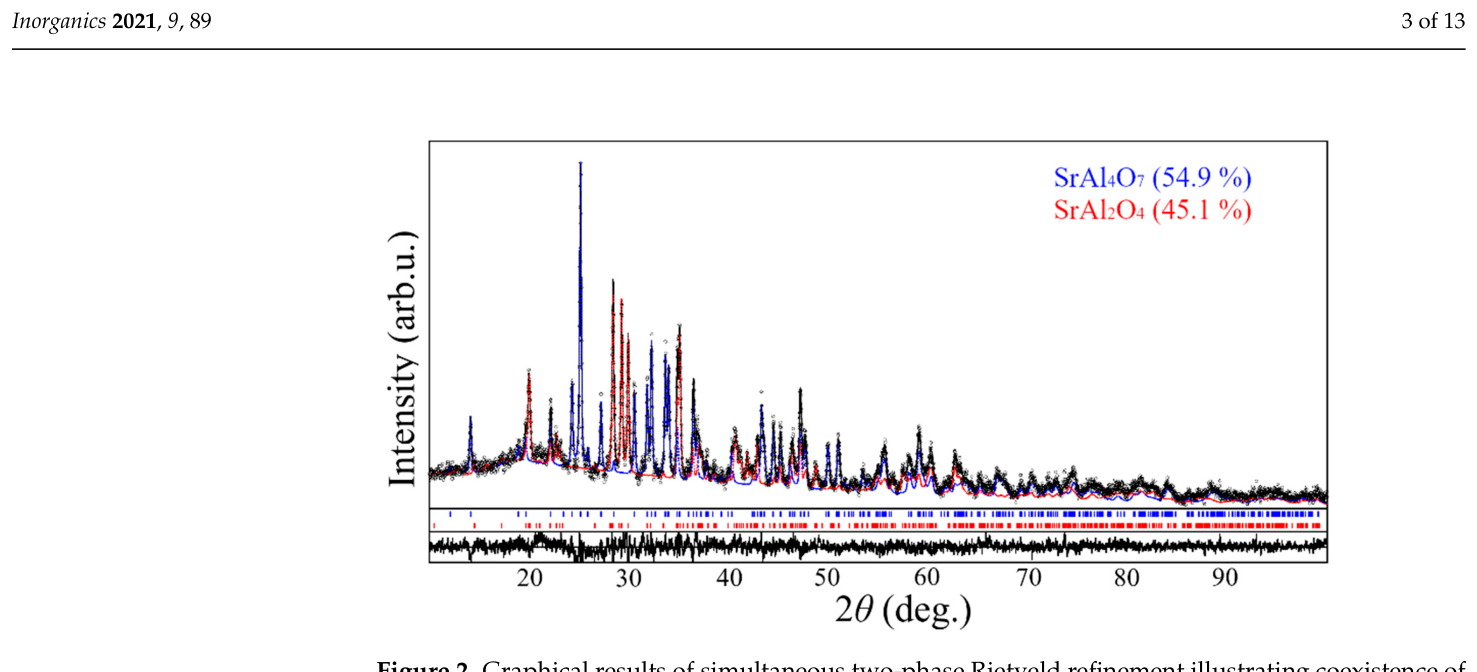 Inorganics 2021, 9, 89
3 of 13
SrAl4O7 (54.9 %)
SrAl2O4 (45.1 %)
Intensity (arb.u.)
20 30 40 50 60 70 80 90
2θ (deg.)
Figure 2. Graphical results of simultaneous two-phase Rietveld refinement illustrating coexistence of